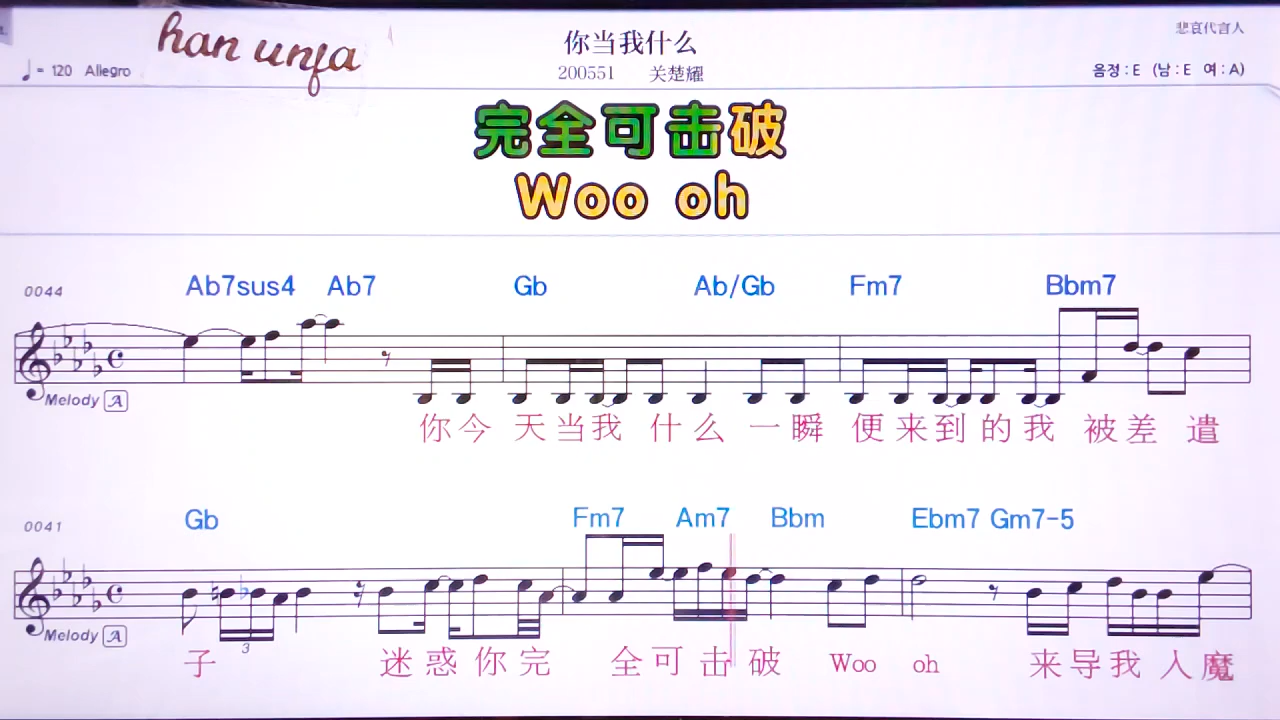 han unja
你当我什么
悲哀代言人
= 120 Allegro
200551 关楚耀
음정 : E (남 : E 여 : A)
完全可击破
Woo oh
0044
Ab7sus4 Ab7 Gb Ab/Gb Fm7 Bbm7
Melody A
你今天当我什么一瞬便来到的我被差遣
0041
Gb Fm7 Am7 Bbm Ebm7 Gm7-5
Melody A
3
子迷惑你完全可击破 Woo oh 来导我入魔